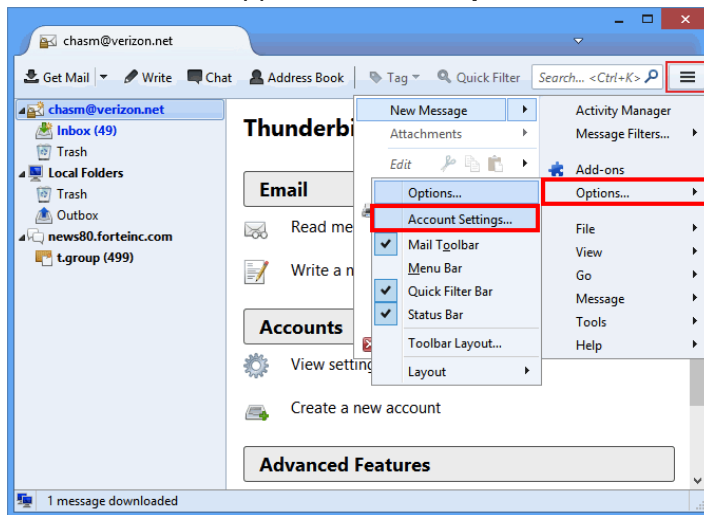 chasm@verizon.net
Get Mail Write Chat Address Book Tag Quick Filter Search... <Ctrl+K>
chasm@verizon.net
Inbox (49)
Trash
Local Folders
Trash
Outbox
news80.forteinc.com
t.group (499)
Thunderbi
Email
Read me
Write a n
Accounts
View setting
Create a new account
Advanced Features
New Message
Attachments
Edit
Options...
Account Settings...
Mail Toolbar
Menu Bar
Quick Filter Bar
Status Bar
Toolbar Layout...
Layout
Activity Manager
Message Filters...
Add-ons
Options...
File
View
Go
Message
Tools
Help
1 message downloaded